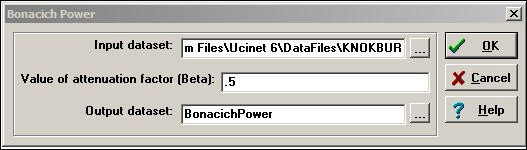 Bonacich Power
Input dataset: m Files\Ucinet 6\DataFiles\KNOKBUR ... OK
Value of attenuation factor (Beta): .5 Cancel
Output dataset: BonacichPower ... Help